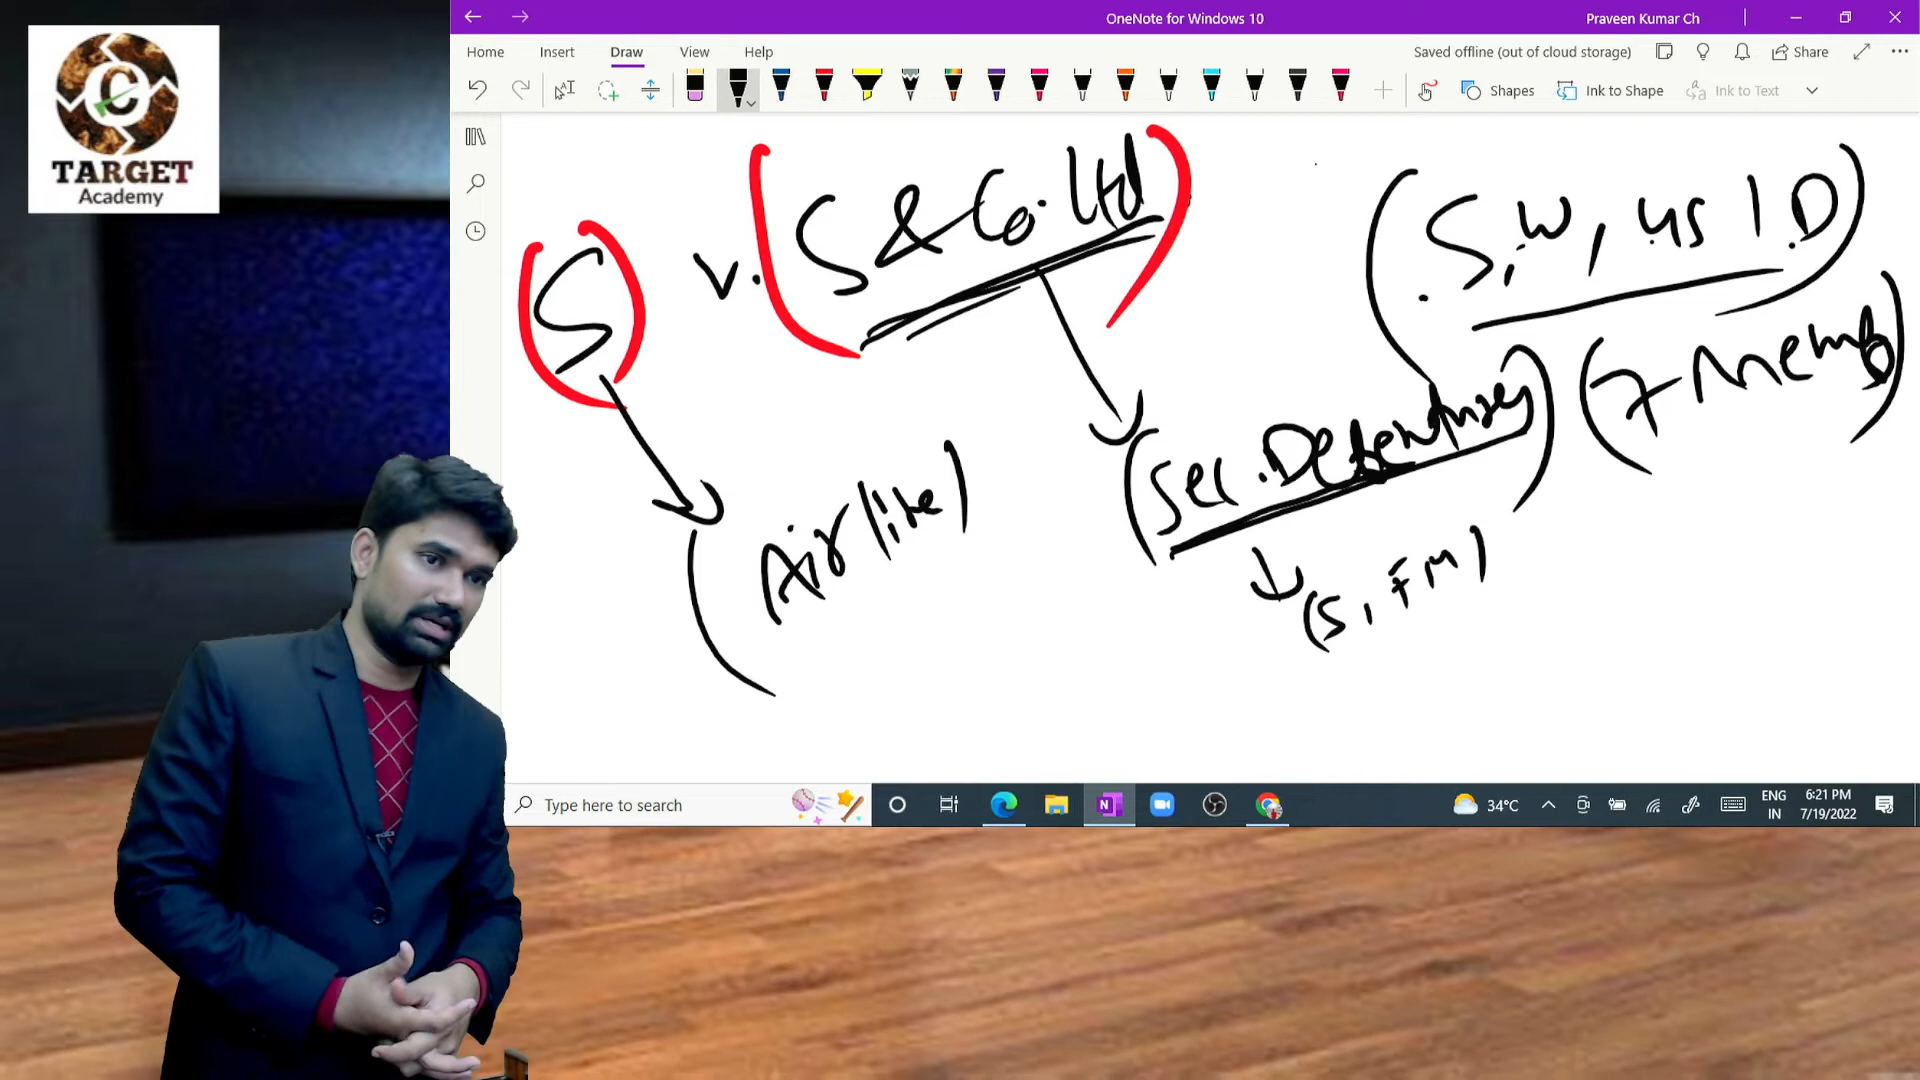 TARGET
Academy
OneNote for Windows 10
Praveen Kumar Ch
Home Insert Draw View Help
Saved offline (out of cloud storage)
Share
Shapes
Ink to Shape
Ink to Text
S v. S & Co. Ltd
(S, W, 4S 1 D)
(7 Memb)
(Sec. Debentures)
(Airline)
(S, FM)
Type here to search
34°C
ENG
IN
6:21 PM
7/19/2022